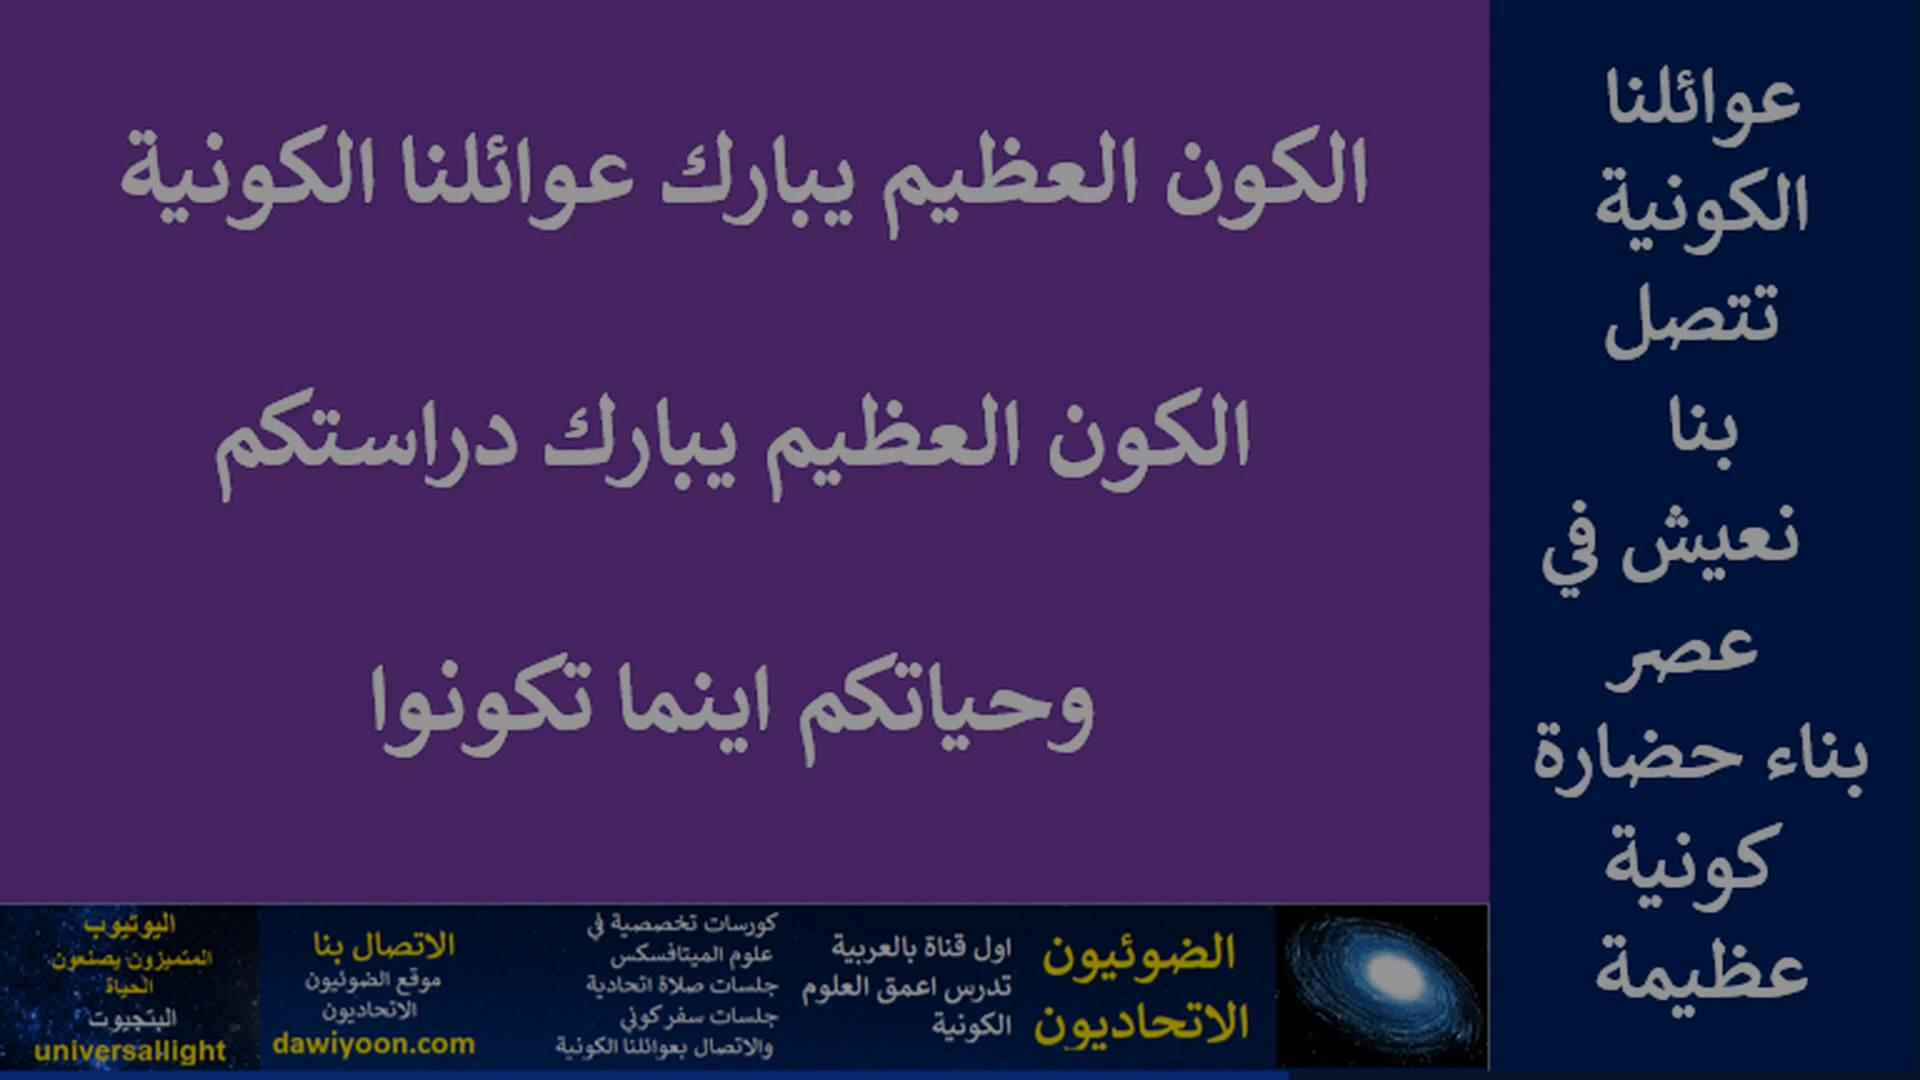 الكون العظيم يبارك عوائلنا الكونية
الكون العظيم يبارك دراستكم
وحياتكم اينما تكونوا
عوائلنا
الكونية
تتصل
بنا
نعيش في
عصر
بناء حضارة
كونية
عظيمة
الضوئيون
الاتحاديون
اول قناة بالعربية
تدرس اعمق العلوم
الكونية
كورسات تخصصية في
علوم الميتافسكس
جلسات صلاة اتحادية
جلسات سفر كوني
والاتصال بعوائلنا الكونية
الاتصال بنا
موقع الضوئيون
الاتحاديون
dawiyoon.com
اليوتيوب
المتميزون يصنعون
الحياة
البتجيوت
universallight